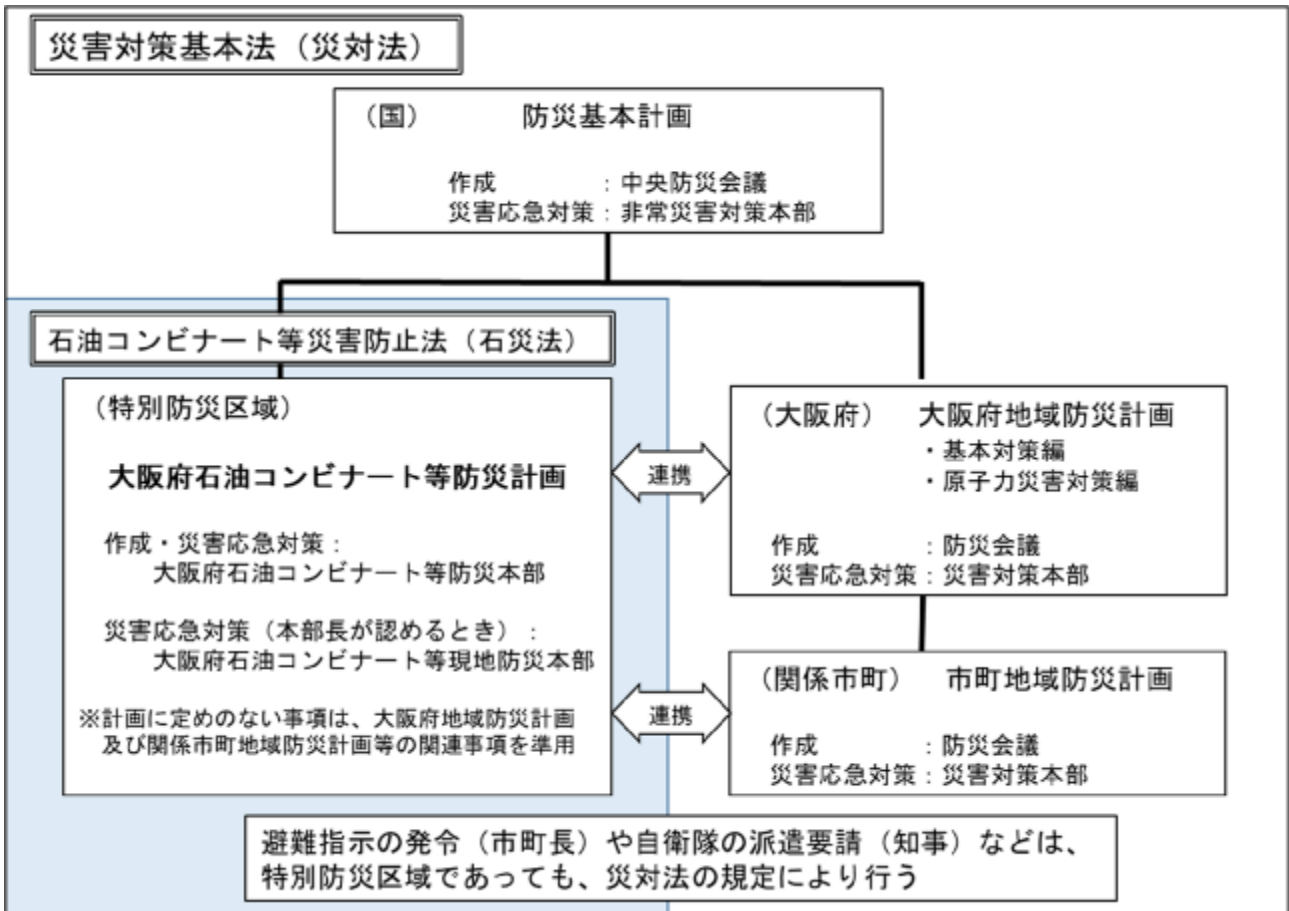 災害対策基本法（災対法）
（国） 防災基本計画
作成 ：中央防災会議
災害応急対策：非常災害対策本部
石油コンビナート等災害防止法（石災法）
（特別防災区域）
大阪府石油コンビナート等防災計画
作成・災害応急対策：
大阪府石油コンビナート等防災本部
災害応急対策（本部長が認めるとき）：
大阪府石油コンビナート等現地防災本部
※計画に定めのない事項は、大阪府地域防災計画
及び関係市町地域防災計画等の関連事項を準用
連携
連携
（大阪府） 大阪府地域防災計画
・基本対策編
・原子力災害対策編
作成 ：防災会議
災害応急対策：災害対策本部
（関係市町） 市町地域防災計画
作成 ：防災会議
災害応急対策：災害対策本部
避難指示の発令（市町長）や自衛隊の派遣要請（知事）などは、
特別防災区域であっても、災対法の規定により行う